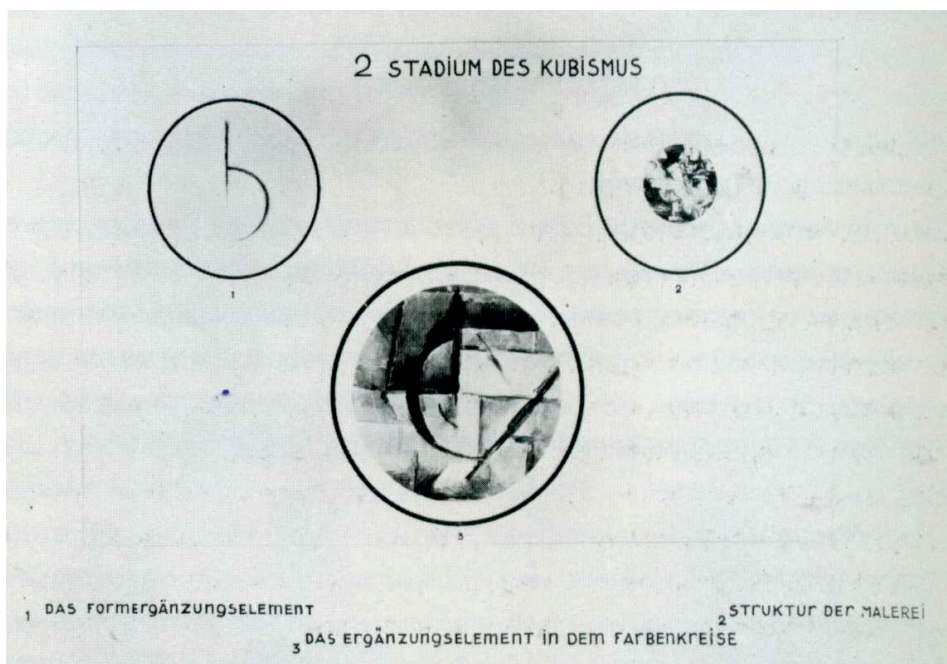 2 STADIUM DES KUBISMUS
1
2
3
1 DAS FORMERGÄNZUNGSELEMENT
2 STRUKTUR DER MALEREI
3 DAS ERGÄNZUNGSELEMENT IN DEM FARBENKREISE